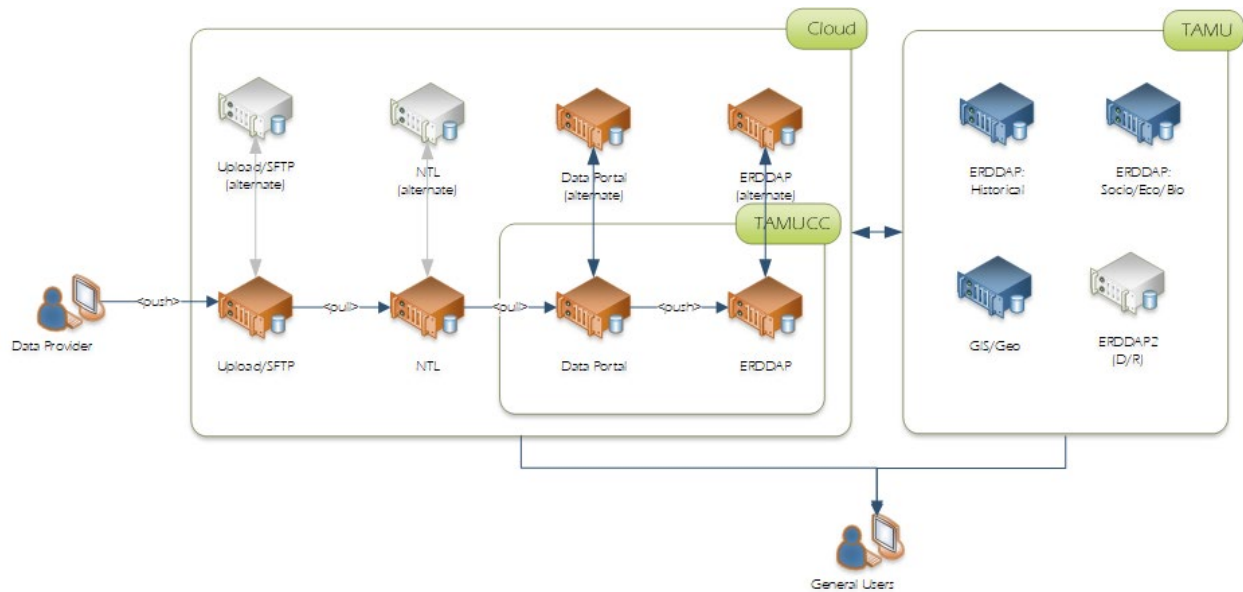 Cloud
TAMU
Upload/SFTP
(alternate)
NTL
(alternate)
Data Portal
(alternate)
ERDDAP
(alternate)
ERDDAP:
Historical
ERDDAP:
Socio/Eco/Bio
TAMUCC
<push>
<pull>
<pull>
<push>
Data Provider
Upload/SFTP
NTL
Data Portal
ERDDAP
GIS/Geo
ERDDAP2
(D/R)
General Users